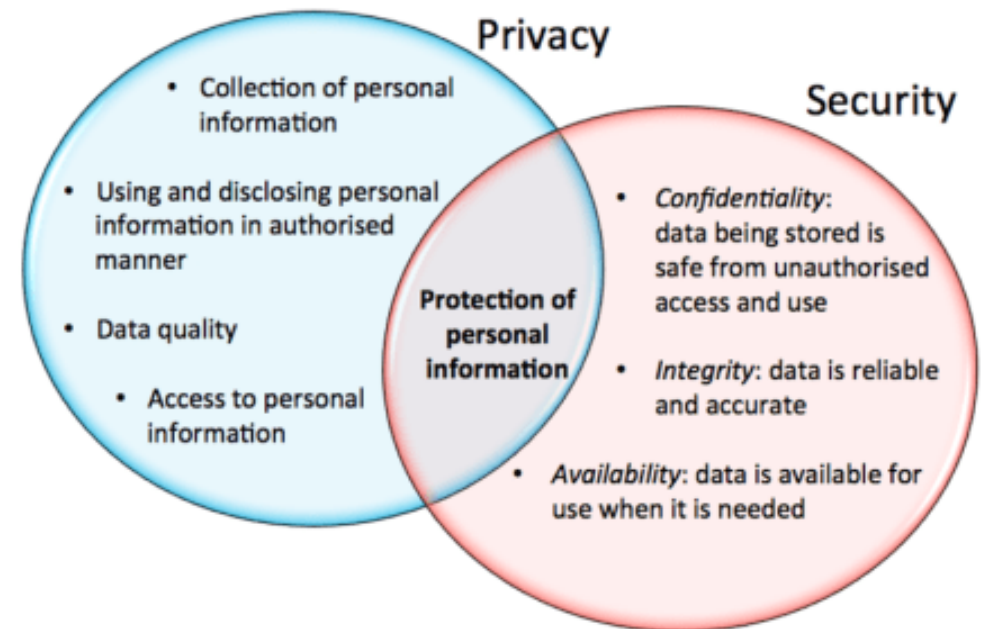 Privacy
• Collection of personal
information
• Using and disclosing personal
information in authorised
manner
• Data quality
• Access to personal
information
Protection of
personal
information
Security
• Confidentiality:
data being stored is
safe from unauthorised
access and use
• Integrity: data is reliable
and accurate
• Availability: data is available for
use when it is needed